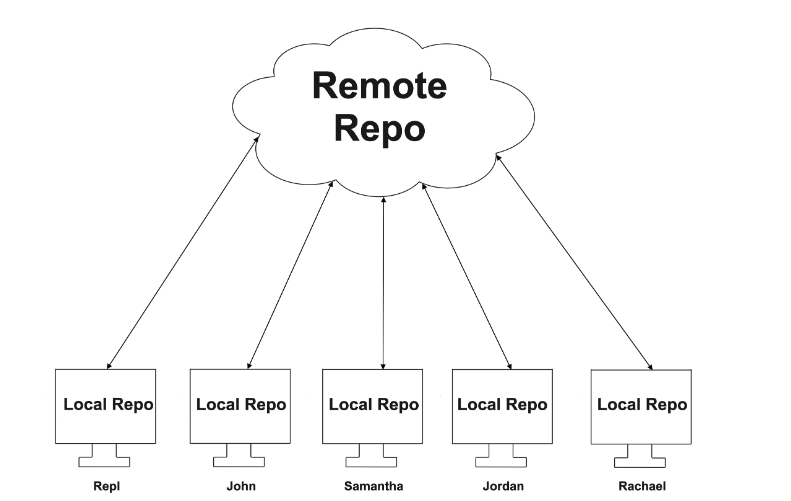 Remote
Repo
Local Repo
Local Repo
Local Repo
Local Repo
Local Repo
Repl
John
Samantha
Jordan
Rachael